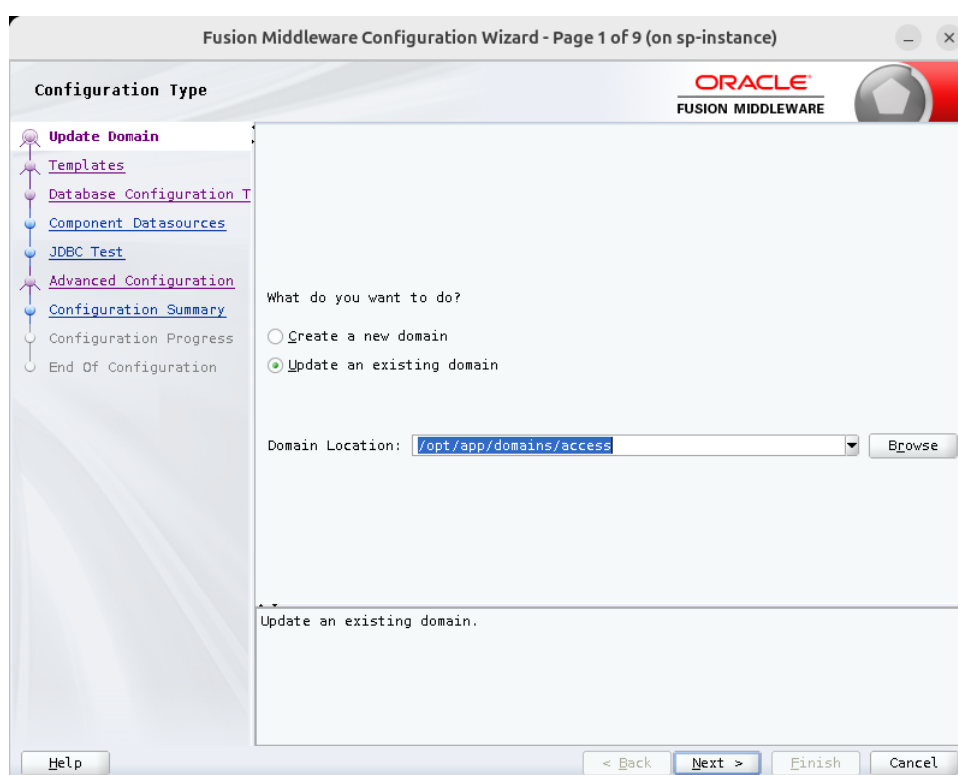 Fusion Middleware Configuration Wizard - Page 1 of 9 (on sp-instance)
Configuration Type
ORACLE
FUSION MIDDLEWARE
Update Domain
Templates
Database Configuration T
Component Datasources
JDBC Test
Advanced Configuration
Configuration Summary
Configuration Progress
End Of Configuration
What do you want to do?
Create a new domain
Update an existing domain
Domain Location: /opt/app/domains/access Browse
Update an existing domain.
Help < Back Next > Finish Cancel